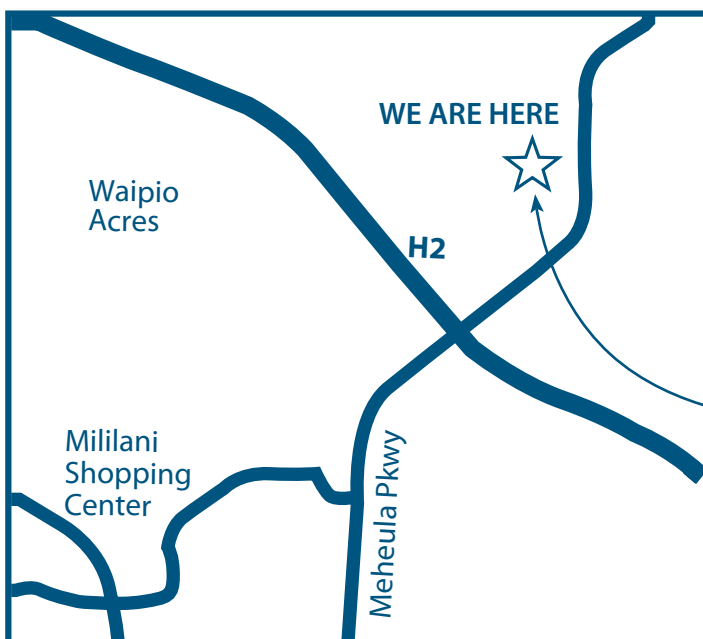 WE ARE HERE
Waipio
Acres
H2
Mililani
Shopping
Center
Meheula Pkwy